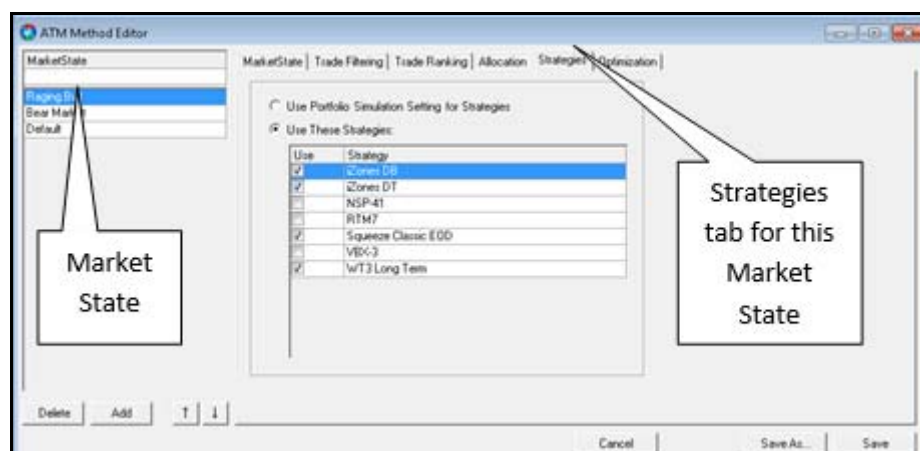 ATM Method Editor
MarketState
MarketState Trade Filtering Trade Ranking Allocation Strategies Optimization
Raging
Bear
Default
Use Portfolio Simulation Setting for Strategies
Use These Strategies:
Use Strategy
iZones DB
iZones DT
NSP-41
RTM7
Squeeze Classic EOD
VBX-3
WT3 Long Term
Market
State
Strategies
tab for this
Market
State
Delete Add ↑ ↓
Cancel Save As... Save